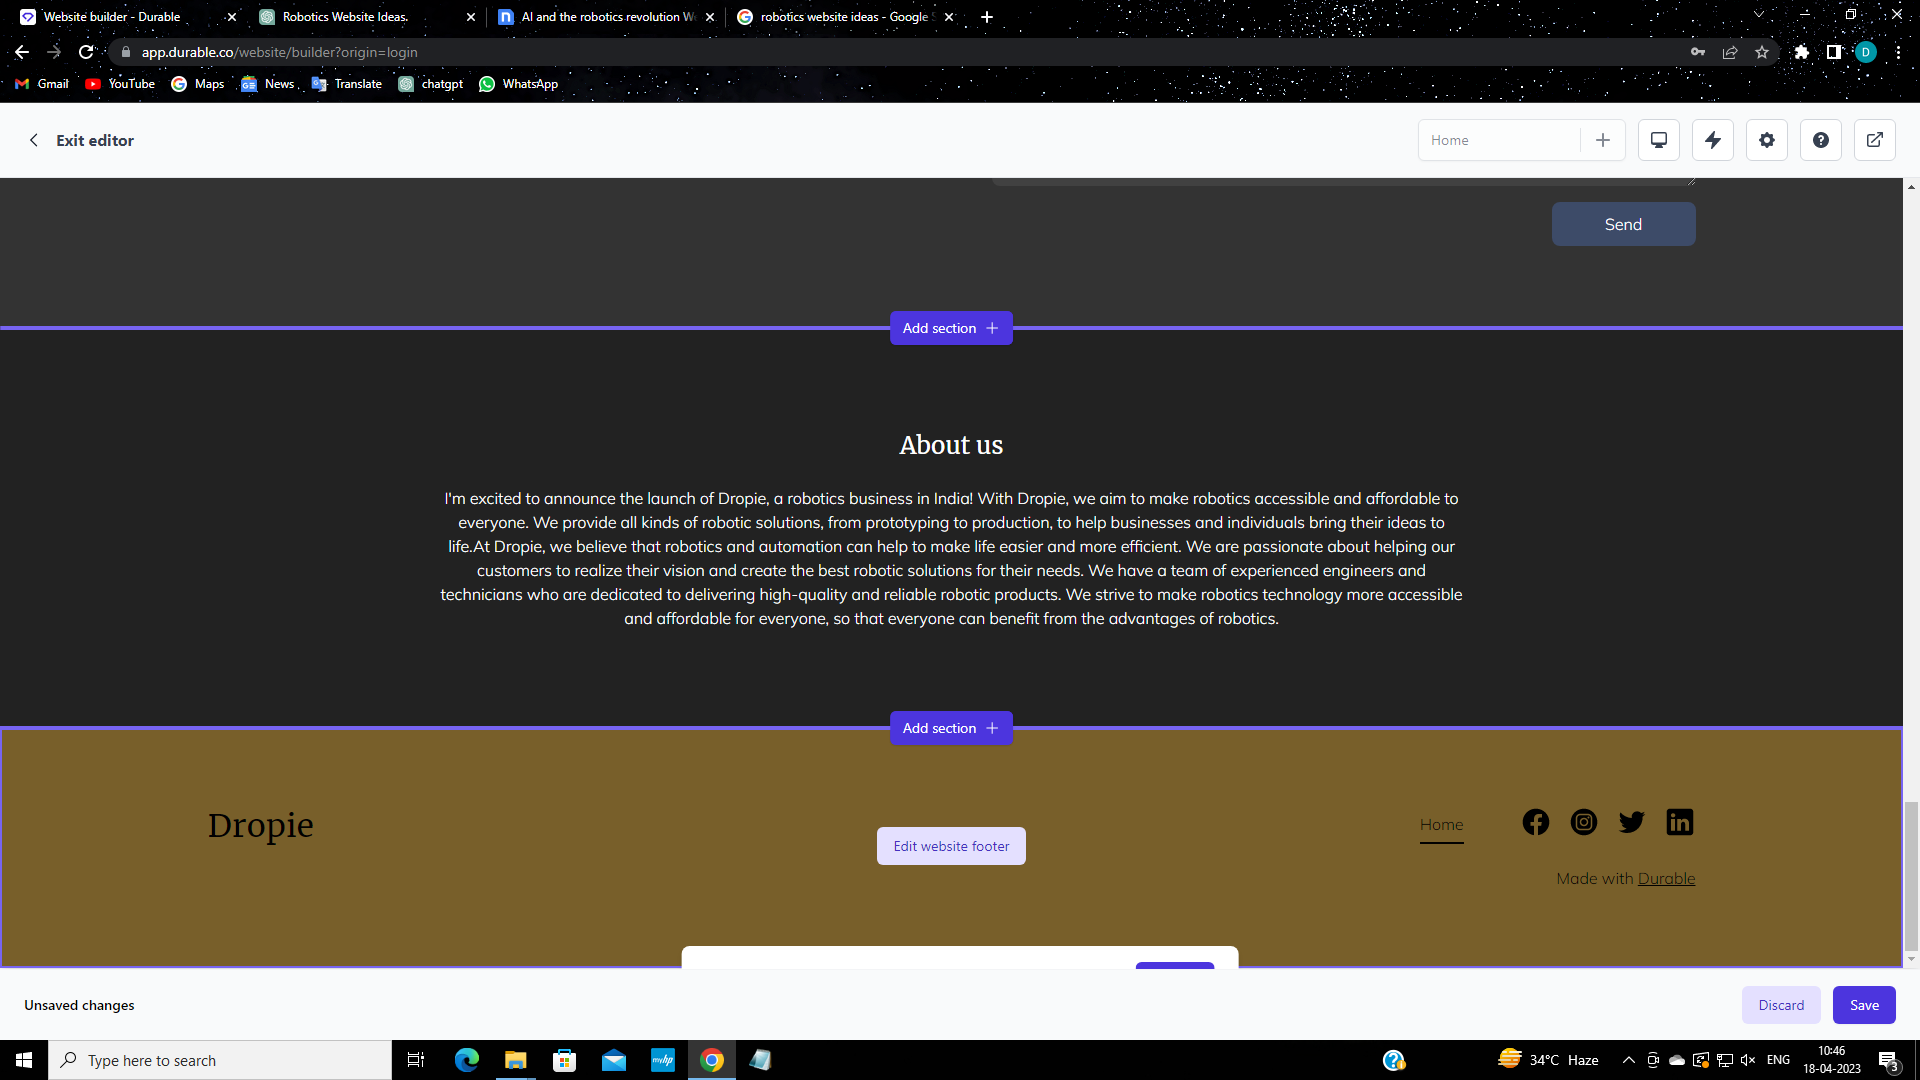 Website builder - Durable
Robotics Website Ideas.
AI and the robotics revolution W
robotics website ideas - Google S
app.durable.co/website/builder?origin=login
D
Gmail
YouTube
Maps
News
Translate
chatgpt
WhatsApp
Exit editor
Home
Send
Add section
About us
I'm excited to announce the launch of Dropie, a robotics business in India! With Dropie, we aim to make robotics accessible and affordable to
everyone. We provide all kinds of robotic solutions, from prototyping to production, to help businesses and individuals bring their ideas to
life.At Dropie, we believe that robotics and automation can help to make life easier and more efficient. We are passionate about helping our
customers to realize their vision and create the best robotic solutions for their needs. We have a team of experienced engineers and
technicians who are dedicated to delivering high-quality and reliable robotic products. We strive to make robotics technology more accessible
and affordable for everyone, so that everyone can benefit from the advantages of robotics.
Add section
Dropie
Edit website footer
Home
Made with Durable
Unsaved changes
Discard
Save
Type here to search
myhp
34°C Haze
ENG
10:46
18-04-2023
3